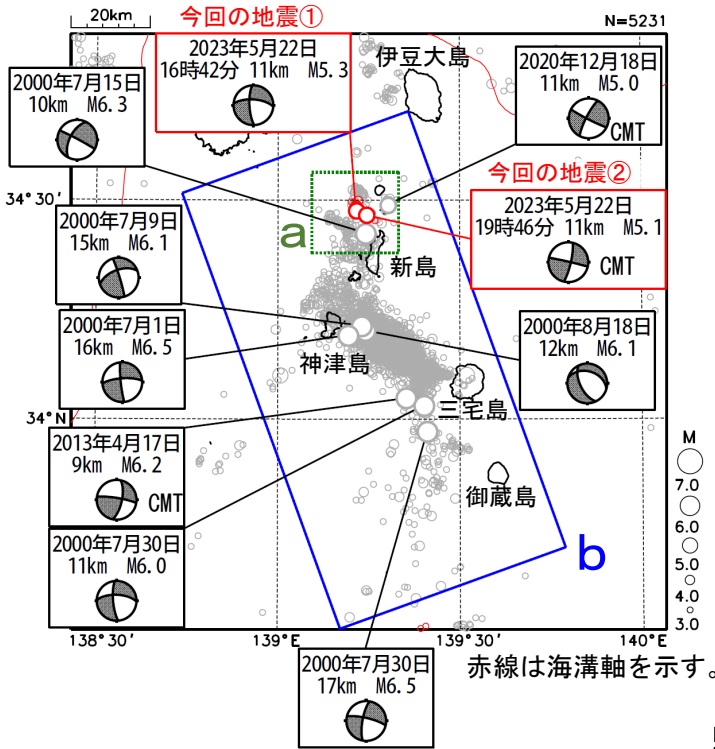 20km
今回の地震①
N=5231
2023年5月22日
16時42分 11km M5.3
伊豆大島
2020年12月18日
11km M5.0
CMT
2000年7月15日
10km M6.3
34°30'
今回の地震②
2023年5月22日
19時46分 11km M5.1
CMT
a
2000年7月9日
15km M6.1
新島
2000年7月1日
16km M6.5
神津島
2000年8月18日
12km M6.1
三宅島
34°N
2013年4月17日
9km M6.2
CMT
御蔵島
M
7.0
6.0
5.0
4.0
3.0
2000年7月30日
11km M6.0
b
138°30'
139°E
139°30'
140°E
赤線は海溝軸を示す。
2000年7月30日
17km M6.5